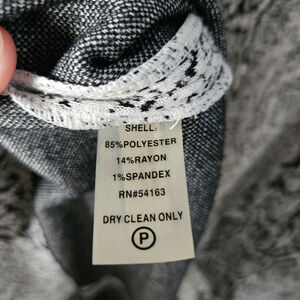 SHELL:
85%POLYESTER
14%RAYON
1%SPANDEX
RN#54163
DRY CLEAN ONLY
P